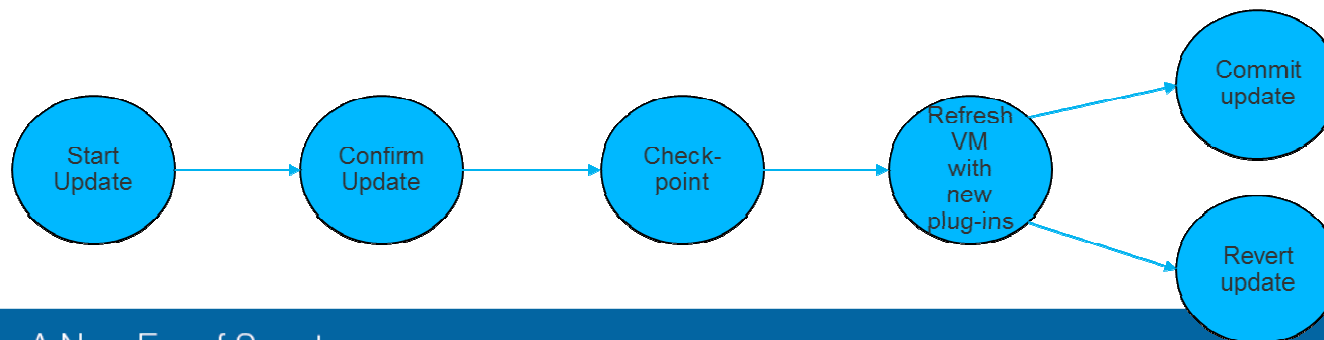 Start
Update
Confirm
Update
Check-
point
Refresh
VM
with
new
plug-ins
Commit
update
Revert
update